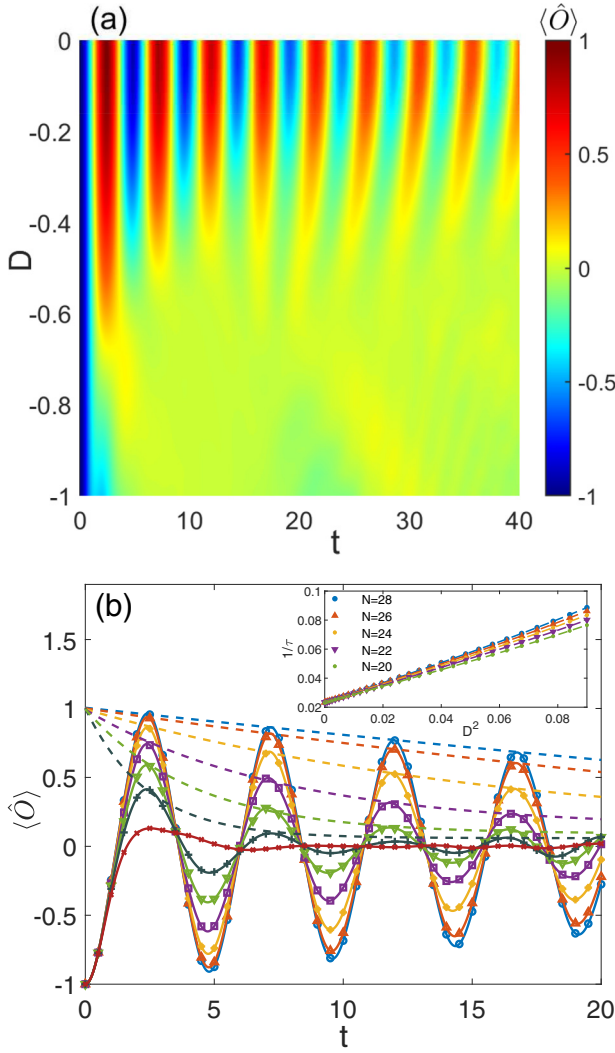 (a)
⟨Ô⟩
0
-0.2
-0.4
-0.6
-0.8
-1
D
0 10 20 30 40
t
1
0.5
0
-0.5
-1
(b)
1.5
1
0.5
0
-0.5
-1
⟨Ô⟩
0 5 10 15 20
t
0.1
0.08
0.06
0.04
0.02
1/τ
N=28
N=26
N=24
N=22
N=20
0 0.02 0.04 0.06 0.08
D²